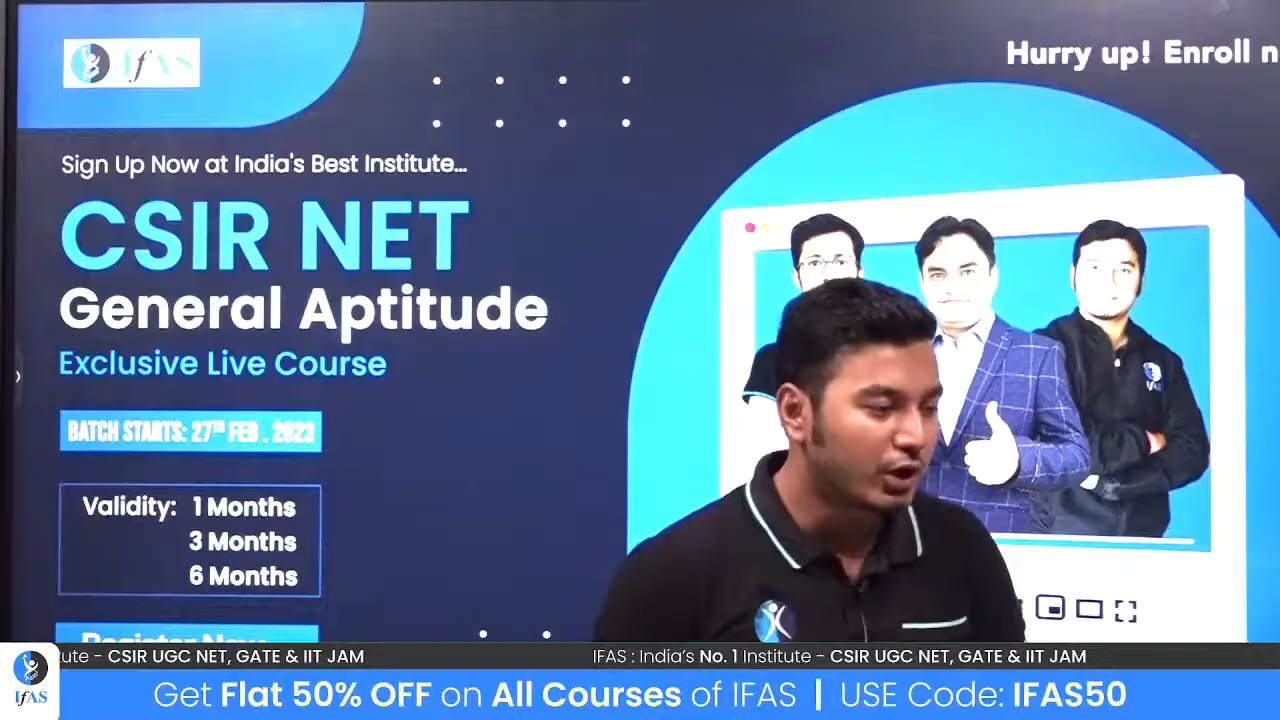 IfAS
Hurry up! Enroll n
Sign Up Now at India's Best Institute...
CSIR NET
General Aptitude
Exclusive Live Course
BATCH STARTS: 27TH FEB . 2023
Validity: 1 Months
3 Months
6 Months
Register Now
tute - CSIR UGC NET, GATE & IIT JAM
IFAS : India's No. 1 Institute - CSIR UGC NET, GATE & IIT JAM
IfAS
Get Flat 50% OFF on All Courses of IFAS | USE Code: IFAS50